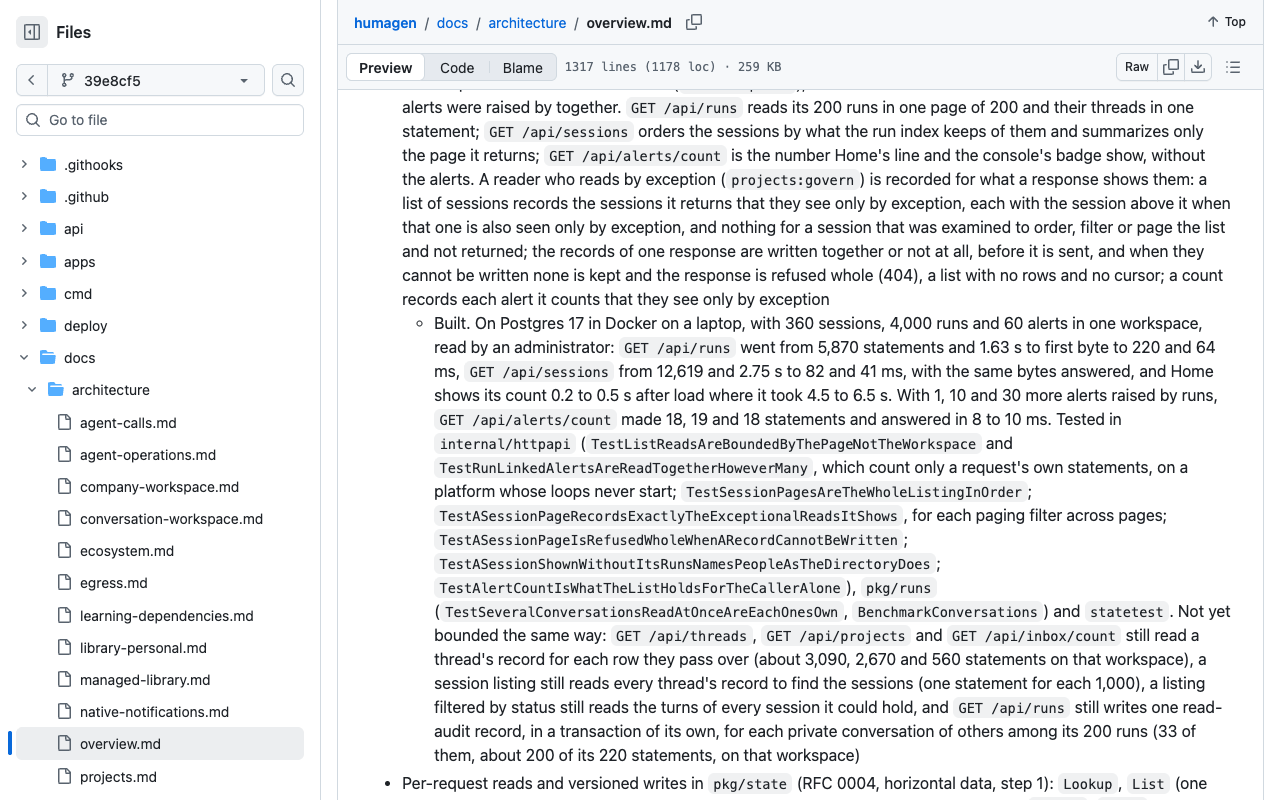 Files
39e8cf5
Go to file
.githooks
.github
api
apps
cmd
deploy
docs
architecture
agent-calls.md
agent-operations.md
company-workspace.md
conversation-workspace.md
ecosystem.md
egress.md
learning-dependencies.md
library-personal.md
managed-library.md
native-notifications.md
overview.md
projects.md
humagen / docs / architecture / overview.md
Top
Preview Code Blame 1317 lines (1178 loc) · 259 KB
Raw
alerts were raised by together. GET /api/runs reads its 200 runs in one page of 200 and their threads in one
statement; GET /api/sessions orders the sessions by what the run index keeps of them and summarizes only
the page it returns; GET /api/alerts/count is the number Home's line and the console's badge show, without
the alerts. A reader who reads by exception ( projects:govern ) is recorded for what a response shows them: a
list of sessions records the sessions it returns that they see only by exception, each with the session above it when
that one is also seen only by exception, and nothing for a session that was examined to order, filter or page the list
and not returned; the records of one response are written together or not at all, before it is sent, and when they
cannot be written none is kept and the response is refused whole (404), a list with no rows and no cursor; a count
records each alert it counts that they see only by exception
Built. On Postgres 17 in Docker on a laptop, with 360 sessions, 4,000 runs and 60 alerts in one workspace,
read by an administrator: GET /api/runs went from 5,870 statements and 1.63 s to first byte to 220 and 64
ms, GET /api/sessions from 12,619 and 2.75 s to 82 and 41 ms, with the same bytes answered, and Home
shows its count 0.2 to 0.5 s after load where it took 4.5 to 6.5 s. With 1, 10 and 30 more alerts raised by runs,
GET /api/alerts/count made 18, 19 and 18 statements and answered in 8 to 10 ms. Tested in
internal/httpapi ( TestListReadsAreBoundedByThePageNotTheWorkspace and
TestRunLinkedAlertsAreReadTogetherHoweverMany , which count only a request's own statements, on a
platform whose loops never start; TestSessionPagesAreTheWholeListingInOrder ;
TestASessionPageRecordsExactlyTheExceptionalReadsItShows , for each paging filter across pages;
TestASessionPageIsRefusedWholeWhenARecordCannotBeWritten ;
TestASessionShownWithoutItsRunsNamesPeopleAsTheDirectoryDoes ;
TestAlertCountIsWhatTheListHoldsForTheCallerAlone ), pkg/runs
( TestSeveralConversationsReadAtOnceAreEachOnesOwn , BenchmarkConversations ) and statetest . Not yet
bounded the same way: GET /api/threads , GET /api/projects and GET /api/inbox/count still read a
thread's record for each row they pass over (about 3,090, 2,670 and 560 statements on that workspace), a
session listing still reads every thread's record to find the sessions (one statement for each 1,000), a listing
filtered by status still reads the turns of every session it could hold, and GET /api/runs still writes one read-
audit record, in a transaction of its own, for each private conversation of others among its 200 runs (33 of
them, about 200 of its 220 statements, on that workspace)
Per-request reads and versioned writes in pkg/state (RFC 0004, horizontal data, step 1): Lookup , List (one